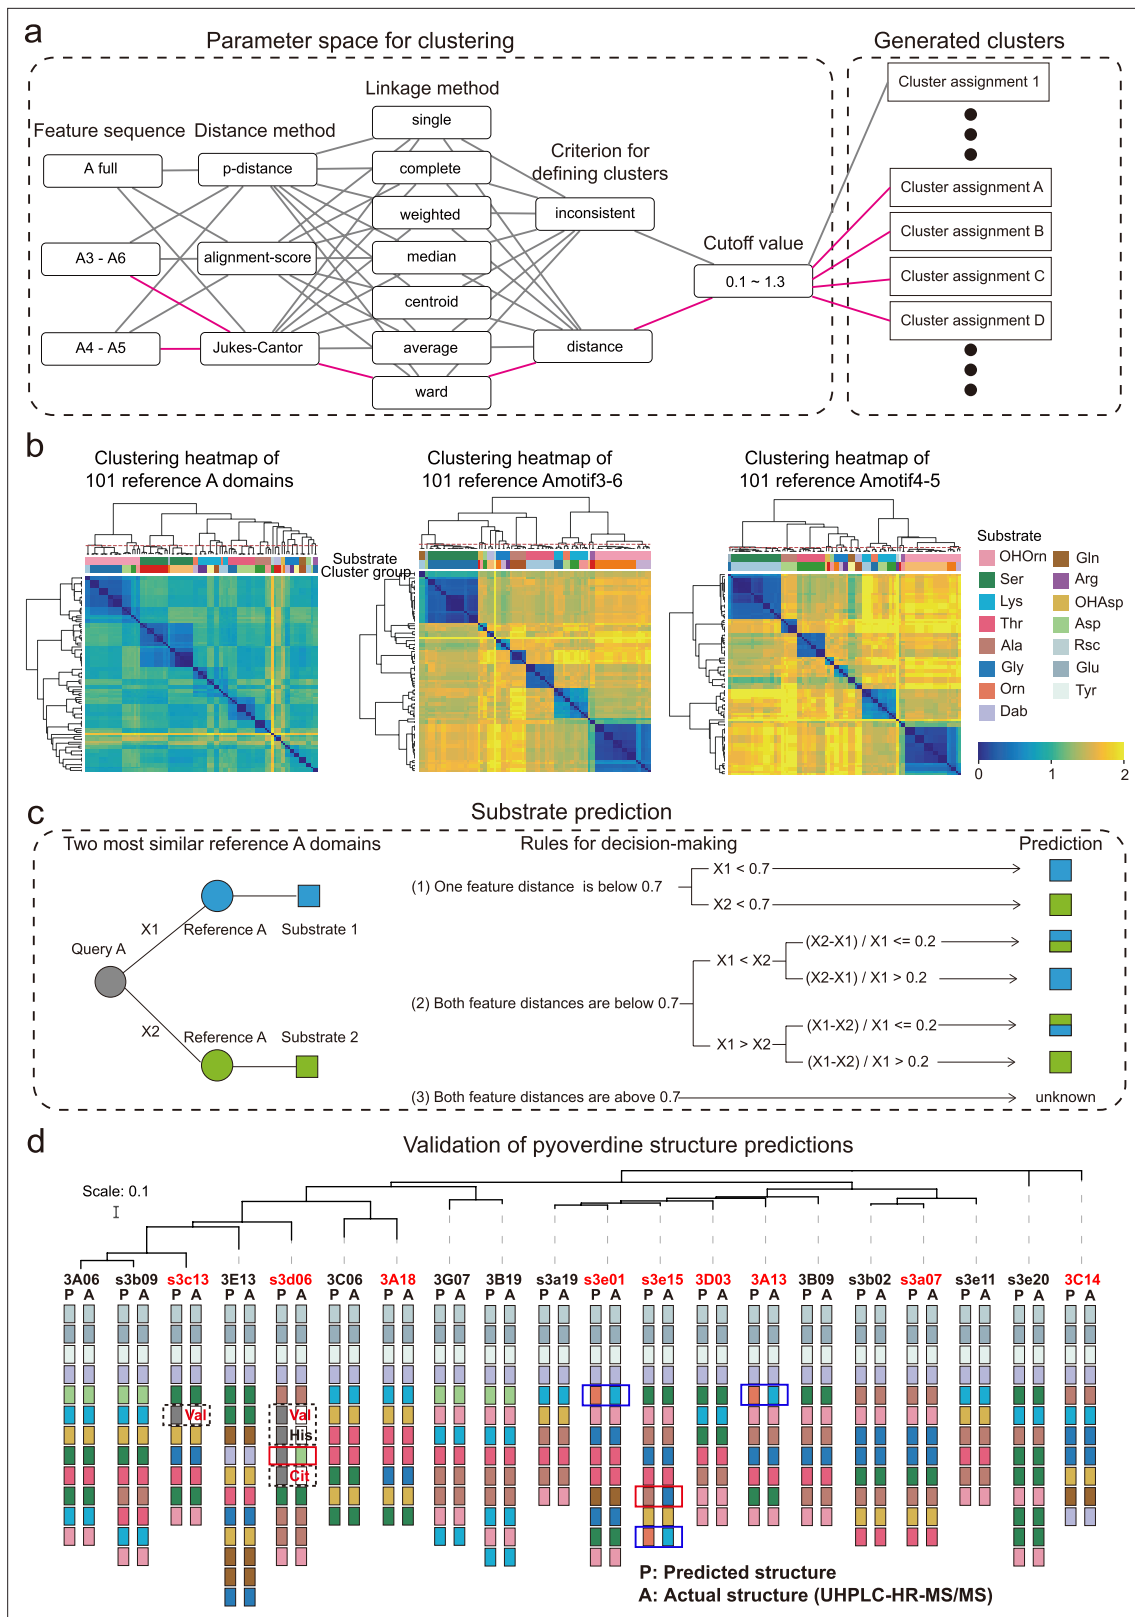 a
Parameter space for clustering
Generated clusters
Feature sequence
Distance method
Linkage method
Criterion for
defining clusters
Cutoff value
A full
A3 - A6
A4 - A5
p-distance
alignment-score
Jukes-Cantor
single
complete
weighted
median
centroid
average
ward
inconsistent
distance
0.1 ~ 1.3
Cluster assignment 1
Cluster assignment A
Cluster assignment B
Cluster assignment C
Cluster assignment D
b
Clustering heatmap of
101 reference A domains
Clustering heatmap of
101 reference Amotif3-6
Clustering heatmap of
101 reference Amotif4-5
Substrate
Cluster group
Substrate
OHOrn
Ser
Lys
Thr
Ala
Gly
Orn
Dab
Gln
Arg
OHAsp
Asp
Rsc
Glu
Tyr
0 1 2
c
Substrate prediction
Two most similar reference A domains
Rules for decision-making
Prediction
Query A
X1
Reference A
Substrate 1
X2
Reference A
Substrate 2
(1) One feature distance is below 0.7
X1 < 0.7
X2 < 0.7
(2) Both feature distances are below 0.7
X1 < X2
(X2-X1) / X1 <= 0.2
(X2-X1) / X1 > 0.2
X1 > X2
(X1-X2) / X1 <= 0.2
(X1-X2) / X1 > 0.2
(3) Both feature distances are above 0.7
unknown
d
Validation of pyoverdine structure predictions
Scale: 0.1
3A06 s3b09 s3c13 3E13 s3d06 3C06 3A18 3G07 3B19 s3a19 s3e01 s3e15 3D03 3A13 3B09 s3b02 s3a07 s3e11 s3e20 3C14
P A P A P A P A P A P A P A P A P A P A P A P A P A P A P A P A P A P A P A P A
Val Val
His
Cit
P: Predicted structure
A: Actual structure (UHPLC-HR-MS/MS)